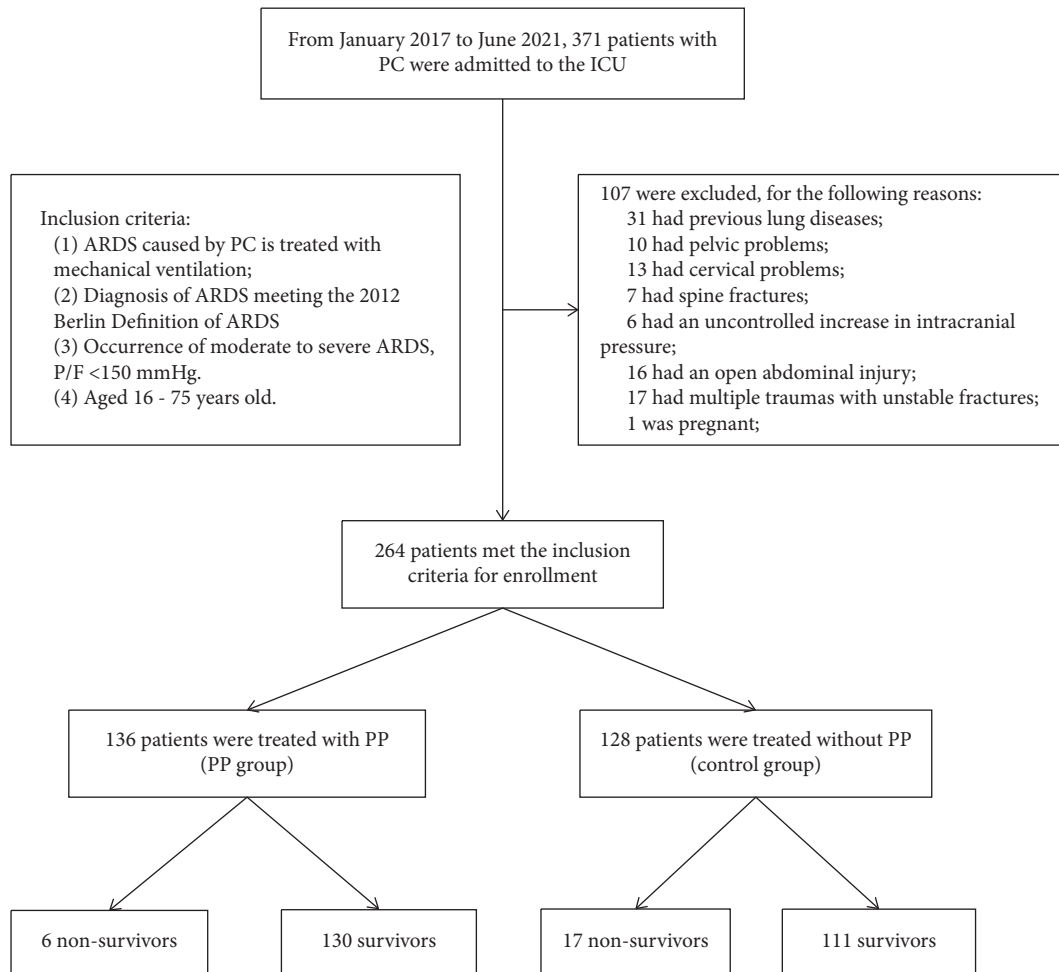 From January 2017 to June 2021, 371 patients with
PC were admitted to the ICU
Inclusion criteria:
(1) ARDS caused by PC is treated with
mechanical ventilation;
(2) Diagnosis of ARDS meeting the 2012
Berlin Definition of ARDS
(3) Occurrence of moderate to severe ARDS,
P/F <150 mmHg.
(4) Aged 16 - 75 years old.
107 were excluded, for the following reasons:
31 had previous lung diseases;
10 had pelvic problems;
13 had cervical problems;
7 had spine fractures;
6 had an uncontrolled increase in intracranial
pressure;
16 had an open abdominal injury;
17 had multiple traumas with unstable fractures;
1 was pregnant;
264 patients met the inclusion
criteria for enrollment
136 patients were treated with PP
(PP group)
128 patients were treated without PP
(control group)
6 non-survivors
130 survivors
17 non-survivors
111 survivors